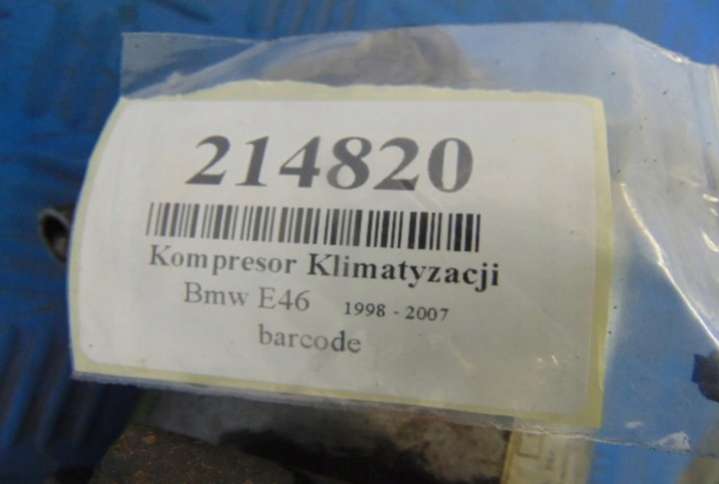 214820
Kompresor Klimatyzacji
Bmw E46 1998 - 2007
barcode